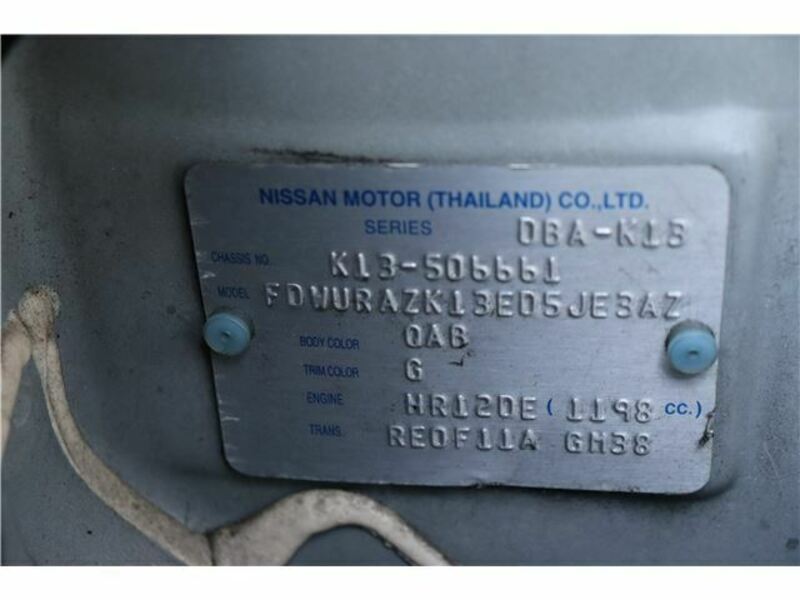 NISSAN MOTOR (THAILAND) CO.,LTD.
SERIES DBA-K13
CHASSIS NO. K13-506661
MODEL FDWURAZK13ED5JE3AZ
BODY COLOR QAB
TRIM COLOR G
ENGINE HR12DE (1198 CC.)
TRANS. RE0F11A GH38